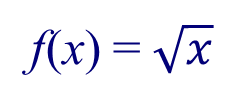 f(x) = √x